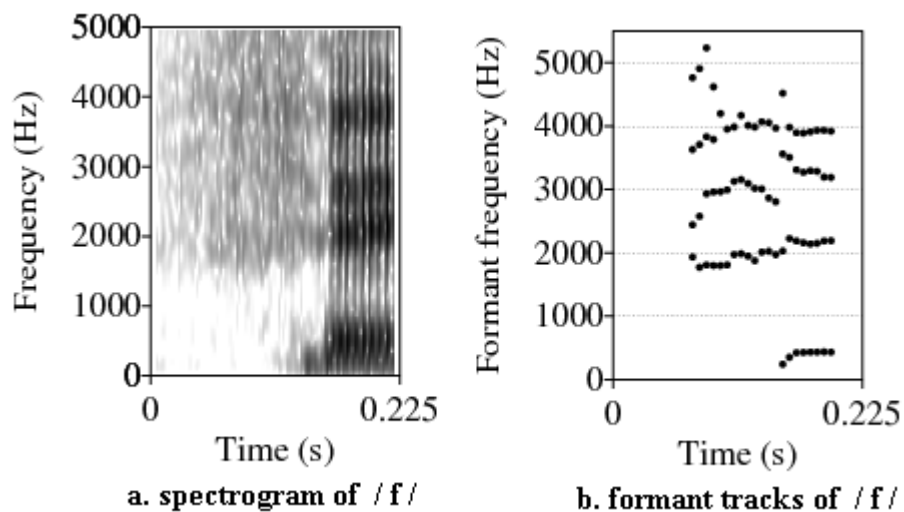 5000
4000
3000
2000
1000
0
Frequency (Hz)
0
0.225
Time (s)
a. spectrogram of /f/
5000
4000
3000
2000
1000
0
Formant frequency (Hz)
0
0.225
Time (s)
b. formant tracks of /f/